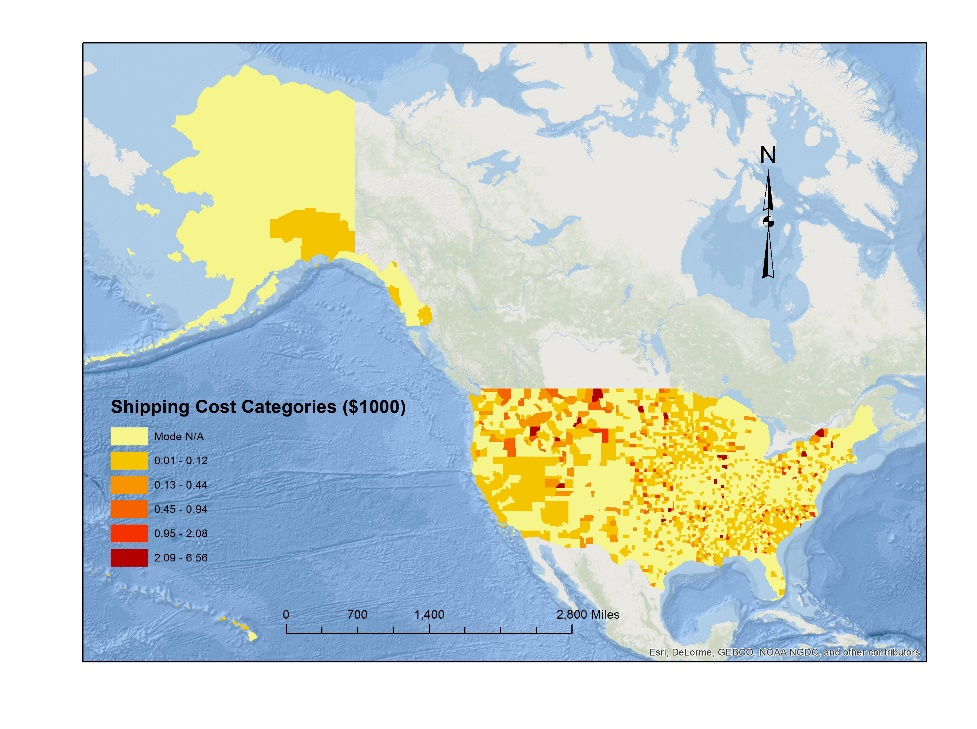 N
Shipping Cost Categories ($1000)
Mode N/A
0.01 - 0.12
0.13 - 0.44
0.45 - 0.94
0.95 - 2.08
2.09 - 6.56
0 700 1,400 2,800 Miles
Esri, DeLorme, GEBCO, NOAA NGDC, and other contributors